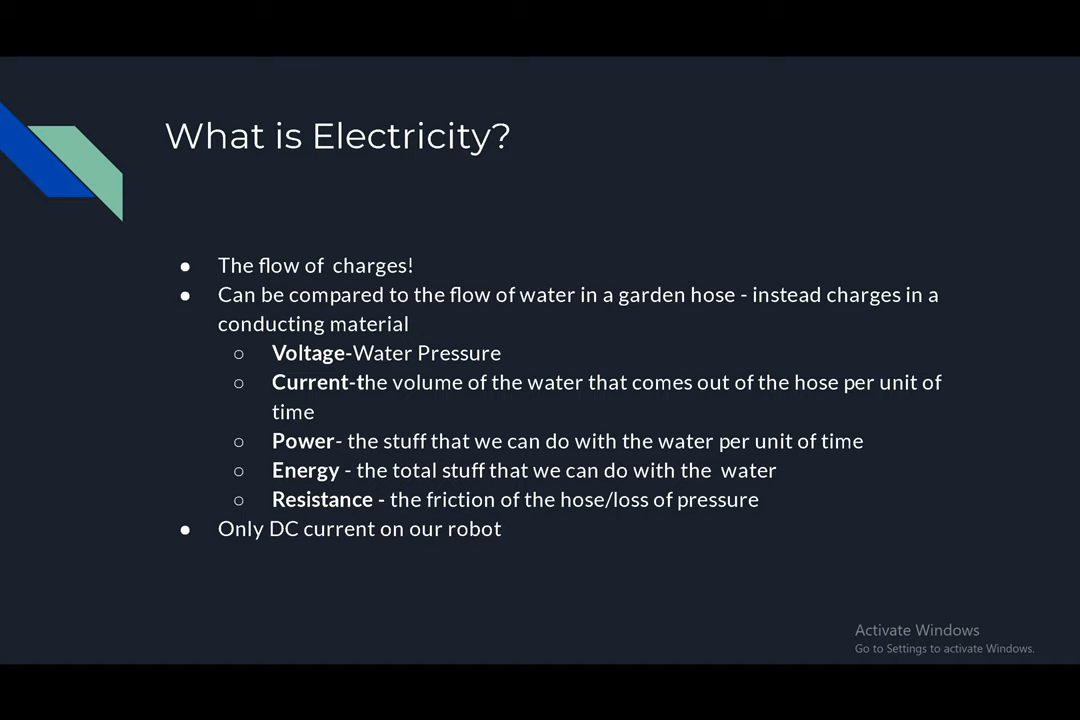 What is Electricity?
● The flow of  charges!
● Can be compared to the flow of water in a garden hose - instead charges in a
conducting material
○ Voltage-Water Pressure
○ Current-the volume of the water that comes out of the hose per unit of
time
○ Power- the stuff that we can do with the water per unit of time
○ Energy - the total stuff that we can do with the  water
○ Resistance - the friction of the hose/loss of pressure
● Only DC current on our robot
Activate Windows
Go to Settings to activate Windows.